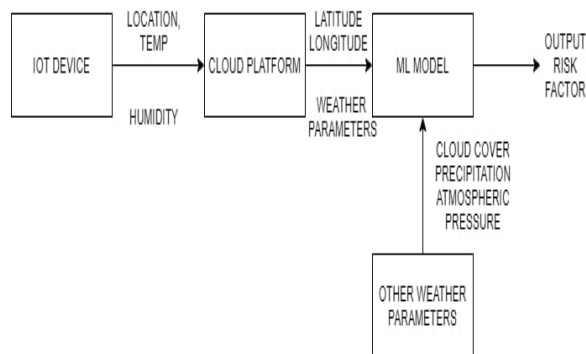 LOCATION,
TEMP
LATITUDE
LONGITUDE
IOT DEVICE
CLOUD PLATFORM
ML MODEL
OUTPUT
RISK
FACTOR
HUMIDITY
WEATHER
PARAMETERS
CLOUD COVER
PRECIPITATION
ATMOSPHERIC
PRESSURE
OTHER WEATHER
PARAMETERS